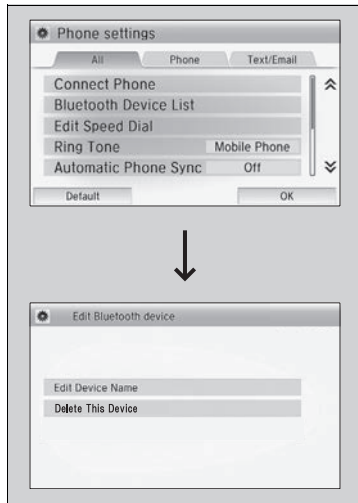 Phone settings
All Phone Text/Email
Connect Phone
Bluetooth Device List
Edit Speed Dial
Ring Tone Mobile Phone
Automatic Phone Sync Off
Default OK
Edit Bluetooth device
Edit Device Name
Delete This Device